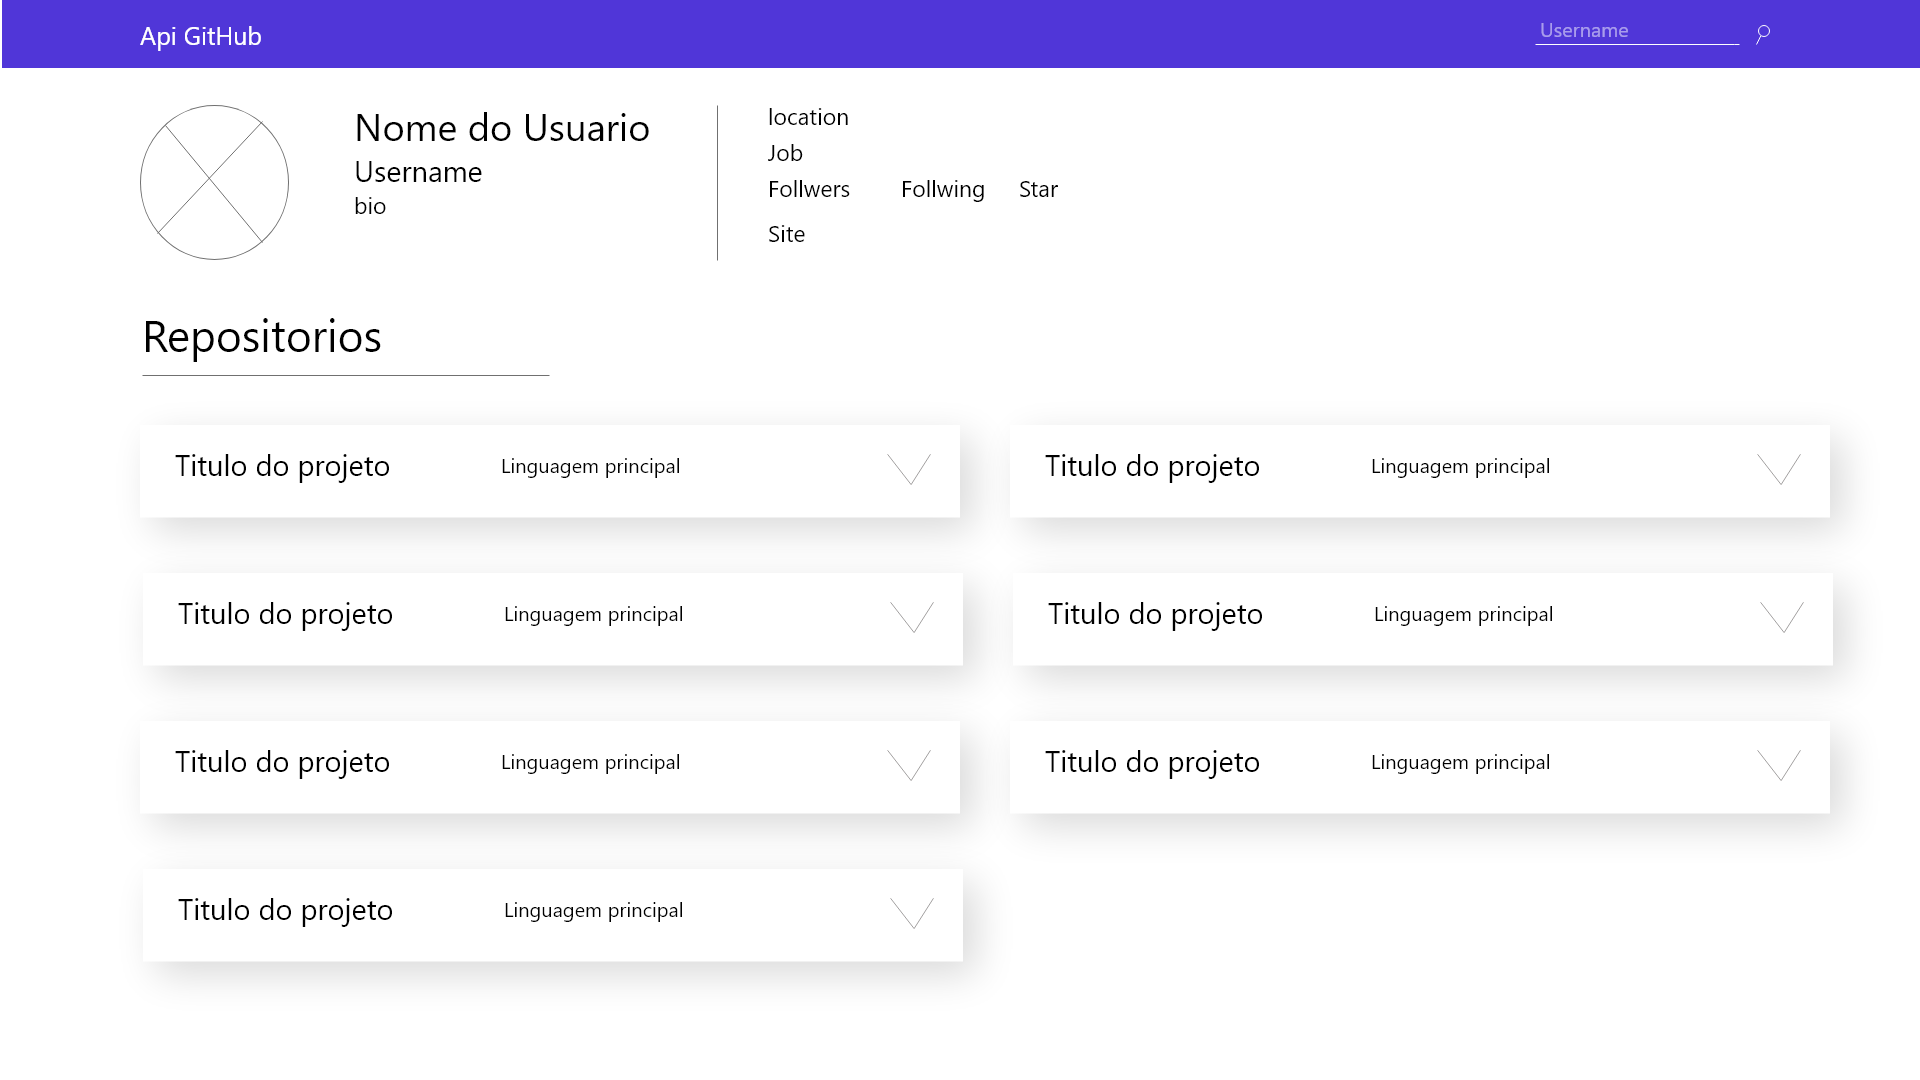 Api GitHub
Username
Nome do Usuario
Username
bio
location
Job
Follwers Follwing Star
Site
Repositorios
Titulo do projeto Linguagem principal
Titulo do projeto Linguagem principal
Titulo do projeto Linguagem principal
Titulo do projeto Linguagem principal
Titulo do projeto Linguagem principal
Titulo do projeto Linguagem principal
Titulo do projeto Linguagem principal